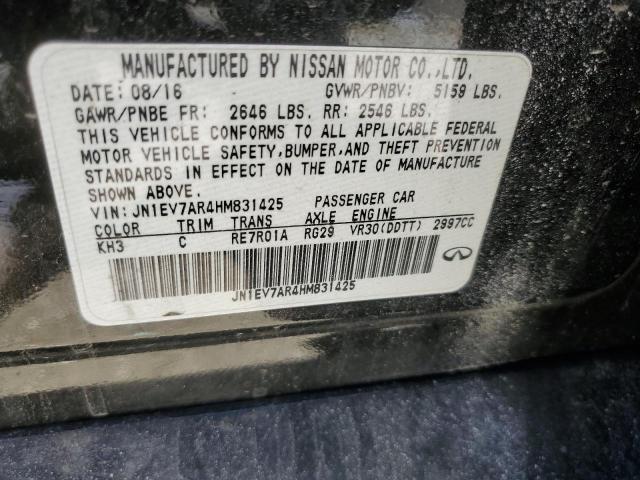 MANUFACTURED BY NISSAN MOTOR CO.,LTD.
DATE: 08/16 GVWR/PNBV: 5159 LBS.
GAWR/PNBE FR: 2646 LBS. RR: 2546 LBS.
THIS VEHICLE CONFORMS TO ALL APPLICABLE FEDERAL
MOTOR VEHICLE SAFETY, BUMPER, AND THEFT PREVENTION
STANDARDS IN EFFECT ON THE DATE OF MANUFACTURE
SHOWN ABOVE.
VIN: JN1EV7AR4HM831425 PASSENGER CAR
COLOR TRIM TRANS AXLE ENGINE
KH3 C RE7R01A RG29 VR30(DDTT) 2997CC
JN1EV7AR4HM831425